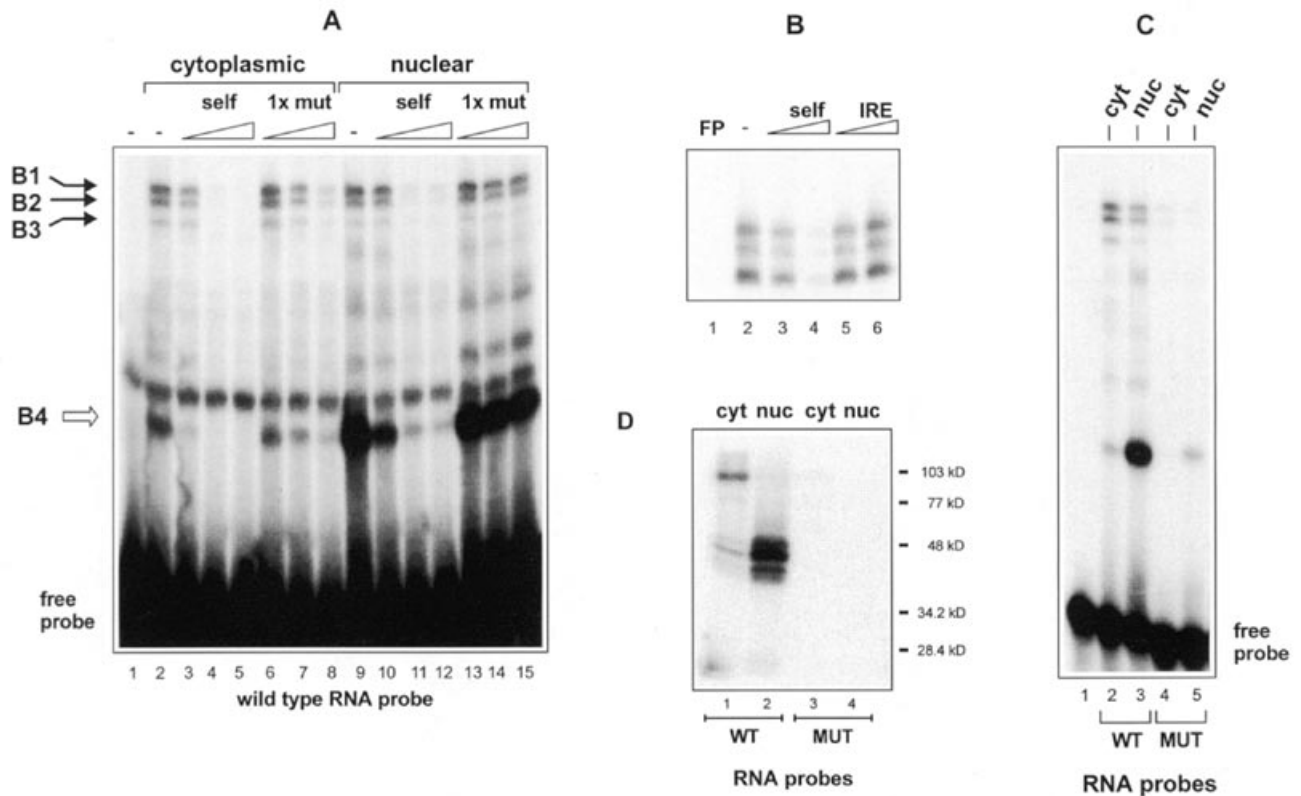 A
cytoplasmic nuclear
self 1x mut self 1x mut
- - -
B1
B2
B3
B4
free
probe
1 2 3 4 5 6 7 8 9 10 11 12 13 14 15
wild type RNA probe
B
self IRE
FP -
1 2 3 4 5 6
D
cyt nuc cyt nuc
103 kD
77 kD
48 kD
34.2 kD
28.4 kD
1 2 3 4
WT MUT
RNA probes
C
cyt nuc cyt nuc
free
probe
1 2 3 4 5
WT MUT
RNA probes